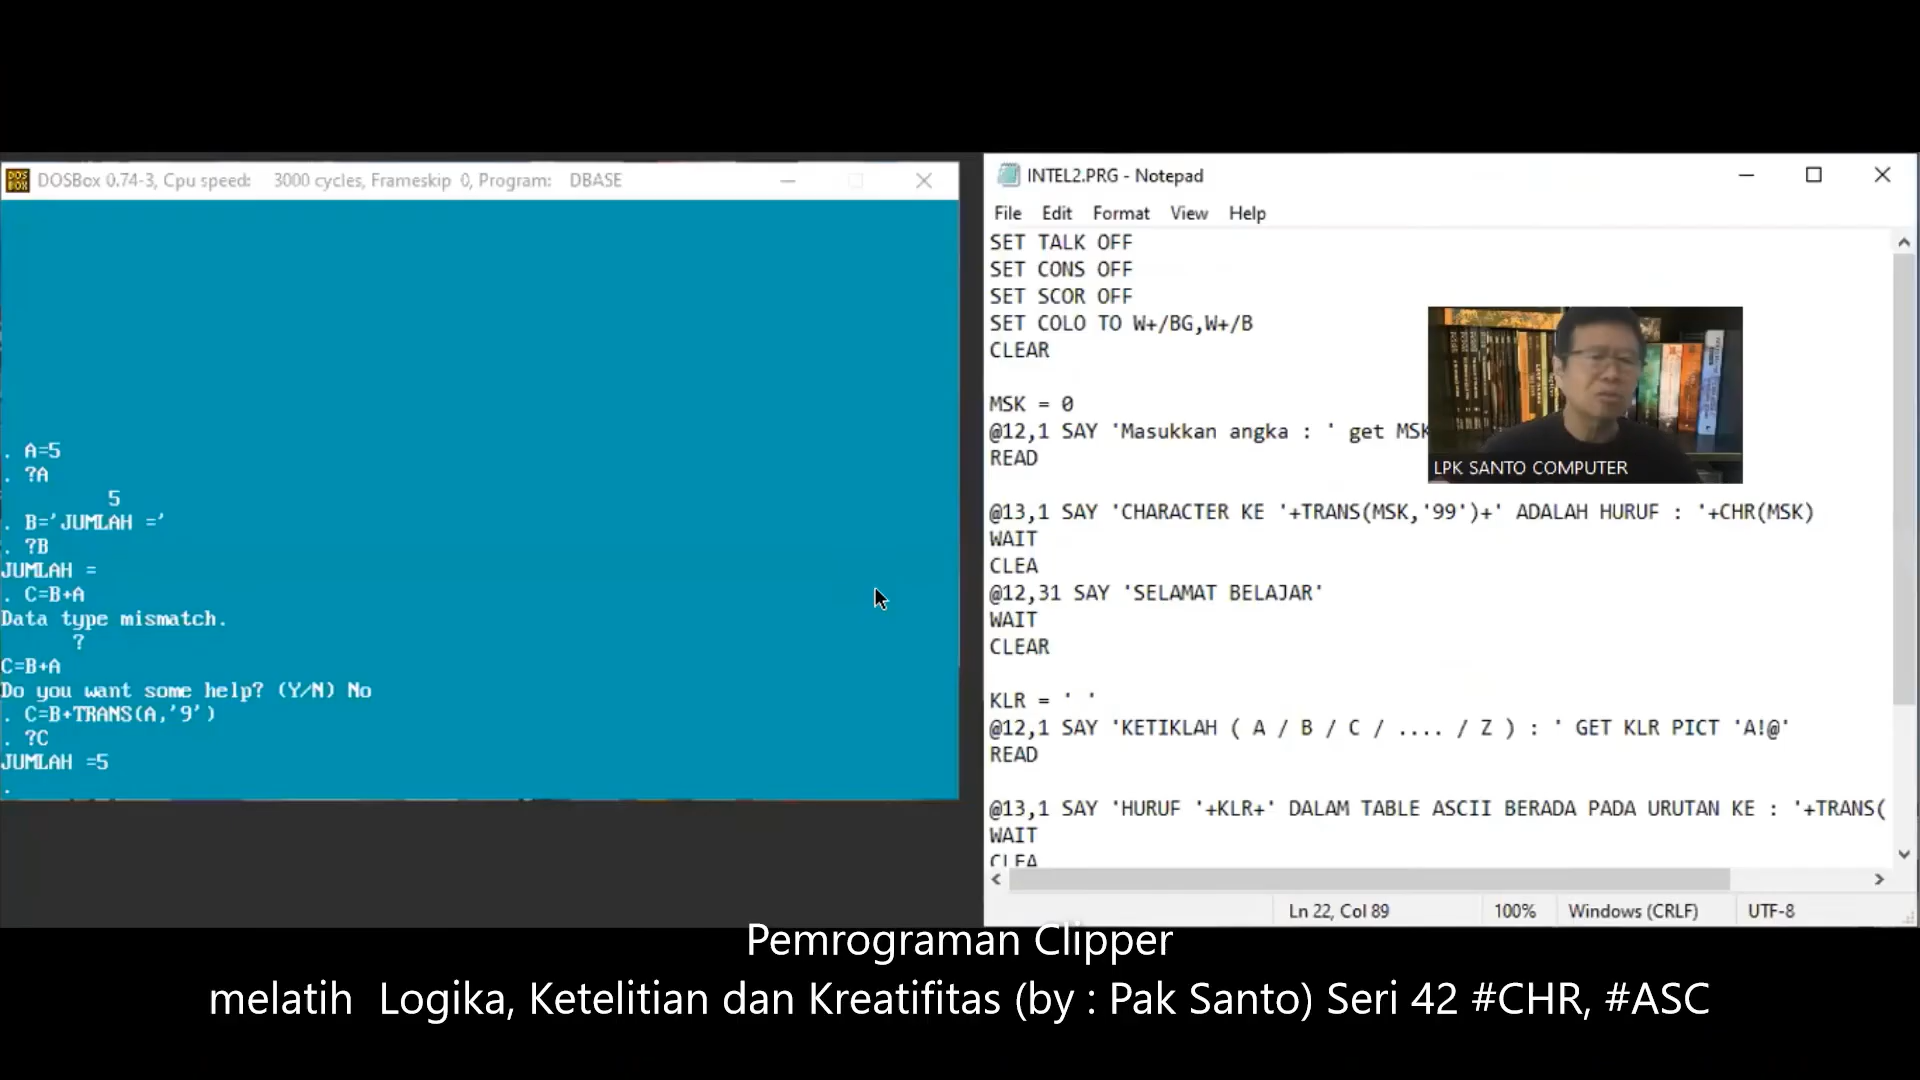 DOSBox 0.74-3, Cpu speed: 3000 cycles, Frameskip 0, Program: DBASE
. A=5
. ?A
5
. B='JUMLAH ='
. ?B
JUMLAH =
. C=B+A
Data type mismatch.
?
C=B+A
Do you want some help? (Y/N) No
. C=B+TRANS(A,'9')
. ?C
JUMLAH =5
.
INTEL2.PRG - Notepad
File Edit Format View Help
SET TALK OFF
SET CONS OFF
SET SCOR OFF
SET COLO TO W+/BG,W+/B
CLEAR
MSK = 0
@12,1 SAY 'Masukkan angka : ' get MSK
READ
@13,1 SAY 'CHARACTER KE '+TRANS(MSK,'99')+' ADALAH HURUF : '+CHR(MSK)
WAIT
CLEA
@12,31 SAY 'SELAMAT BELAJAR'
WAIT
CLEAR
KLR = ' '
@12,1 SAY 'KETIKLAH ( A / B / C / .... / Z ) : ' GET KLR PICT 'A!@'
READ
@13,1 SAY 'HURUF '+KLR+' DALAM TABLE ASCII BERADA PADA URUTAN KE : '+TRANS(
WAIT
CLEA
LPK SANTO COMPUTER
Ln 22, Col 89 100% Windows (CRLF) UTF-8
Pemrograman Clipper
melatih Logika, Ketelitian dan Kreatifitas (by : Pak Santo) Seri 42 #CHR, #ASC